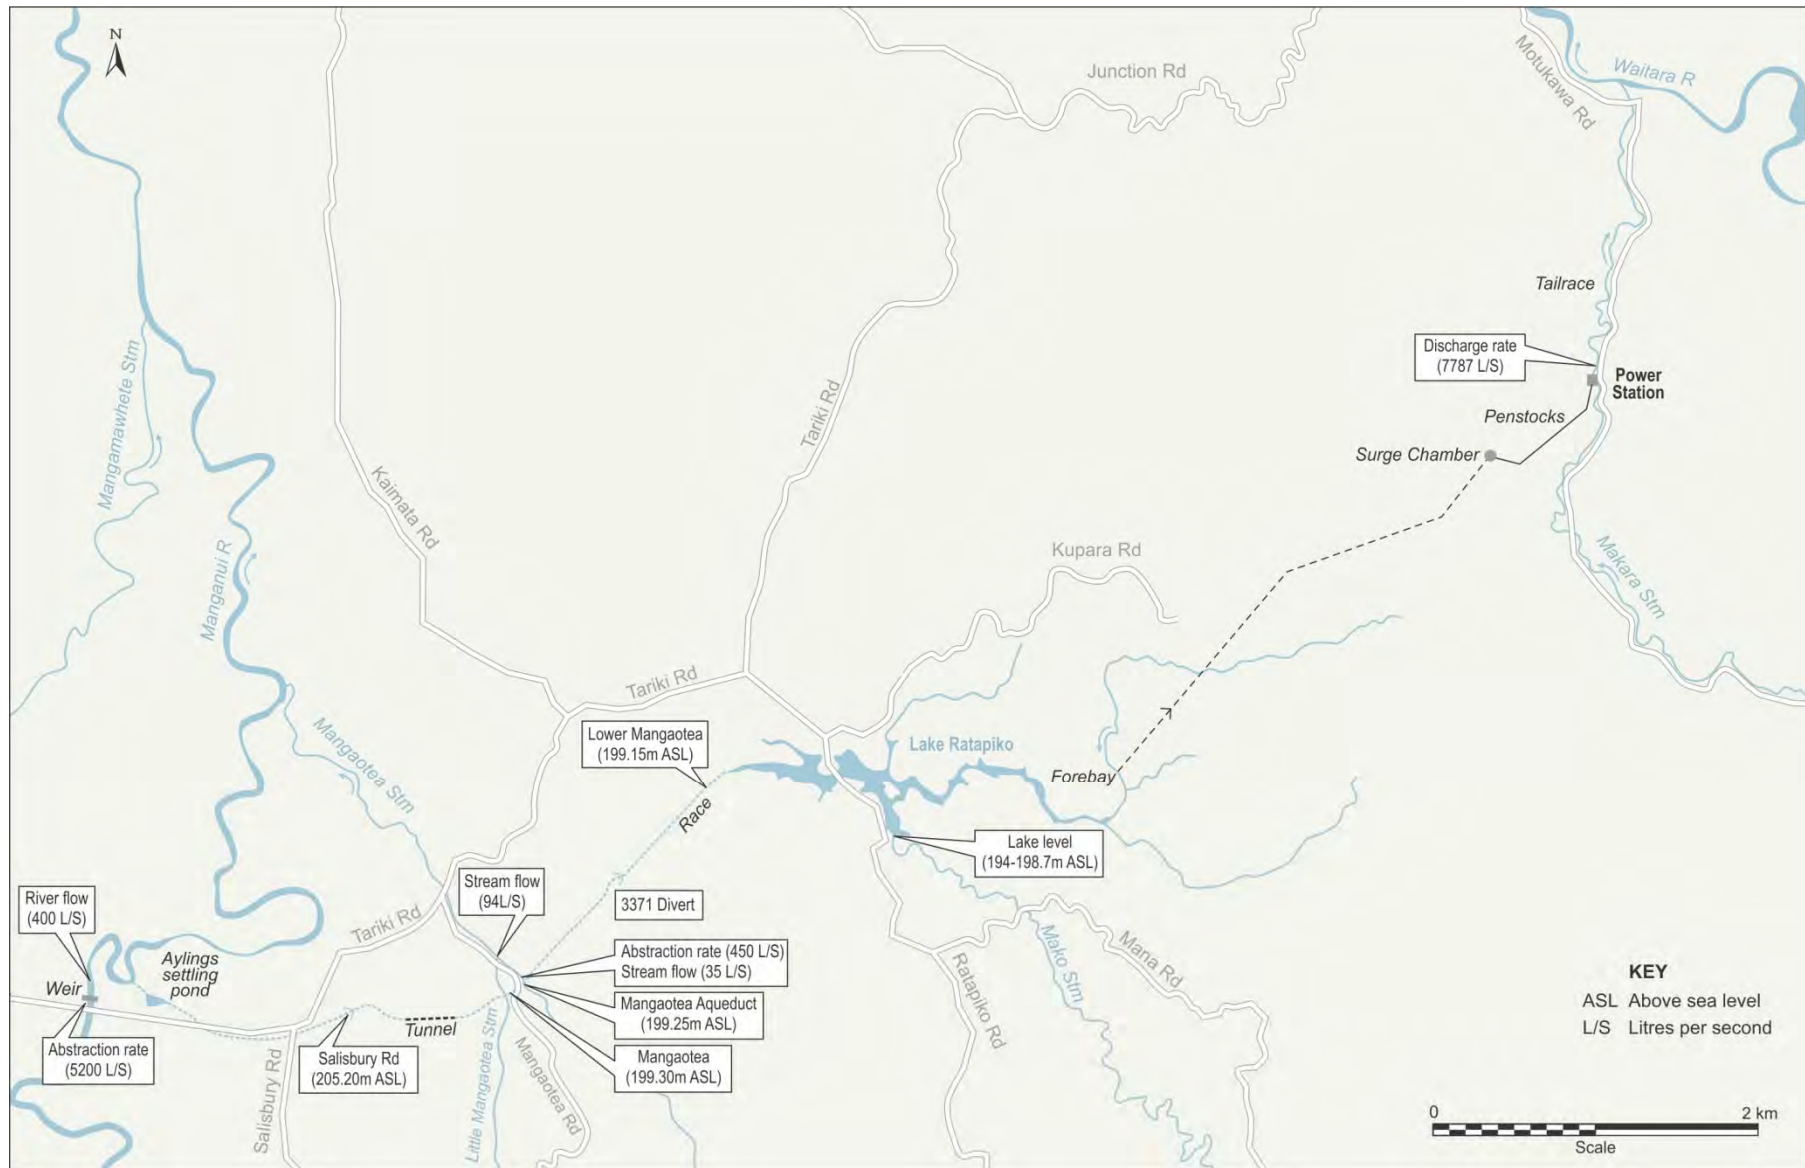 N
Junction Rd
Motukawa Rd
Waitara R
Tailrace
Discharge rate
(7787 L/S)
Power
Station
Penstocks
Surge Chamber
Mangamawhete Stm
Tariki Rd
Kaimata Rd
Manganui R
Kupara Rd
Makara Stm
Tariki Rd
Mangaotea Stm
Lower Mangaotea
(199.15m ASL)
Lake Ratapiko
Forebay
Race
Lake level
(194-198.7m ASL)
River flow
(400 L/S)
Stream flow
(94L/S)
3371 Divert
Tariki Rd
Aylings
settling
pond
Weir
Abstraction rate (450 L/S)
Stream flow (35 L/S)
Mangaotea Aqueduct
(199.25m ASL)
Mangaotea
(199.30m ASL)
Tunnel
Abstraction rate
(5200 L/S)
Salisbury Rd
(205.20m ASL)
Salisbury Rd
Little Mangaotea Stm
Mangaotea Rd
Ratapiko Rd
Mako Stm
Mana Rd
KEY
ASL Above sea level
L/S Litres per second
0 2 km
Scale